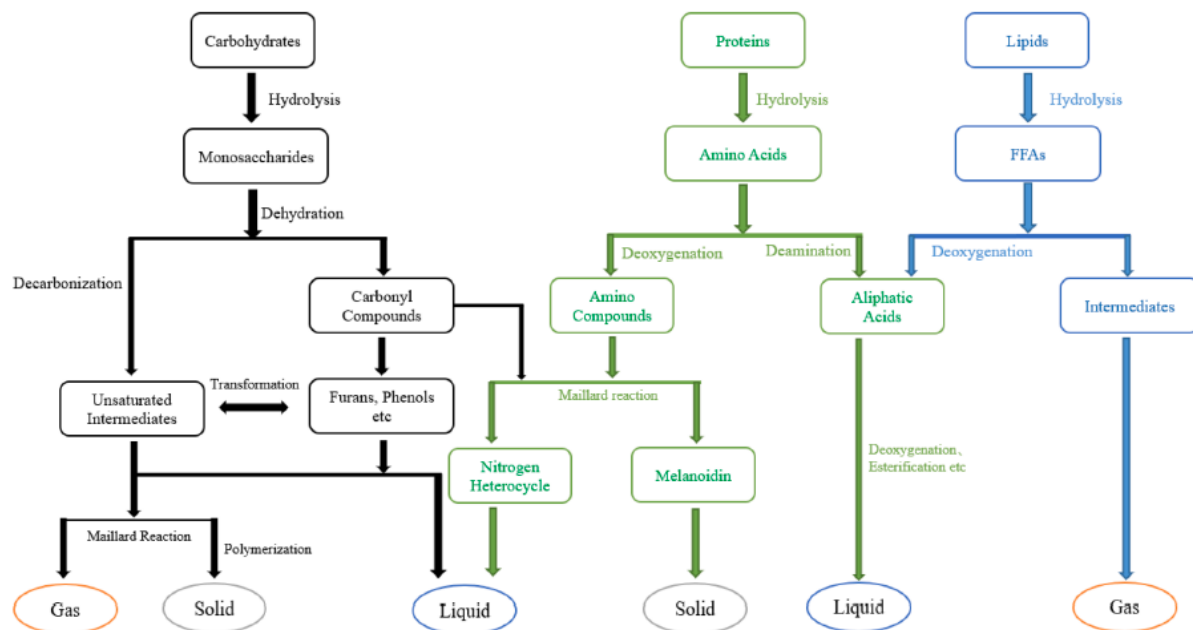 Carbohydrates
Proteins
Lipids
Hydrolysis
Hydrolysis
Hydrolysis
Monosaccharides
Amino Acids
FFAs
Dehydration
Decarbonization
Deoxygenation
Deamination
Deoxygenation
Carbonyl
Compounds
Amino
Compounds
Aliphatic
Acids
Intermediates
Unsaturated
Intermediates
Transformation
Furans, Phenols
etc
Maillard reaction
Nitrogen
Heterocycle
Melanoidin
Deoxygenation、
Esterification etc
Maillard Reaction
Polymerization
Gas
Solid
Liquid
Solid
Liquid
Gas